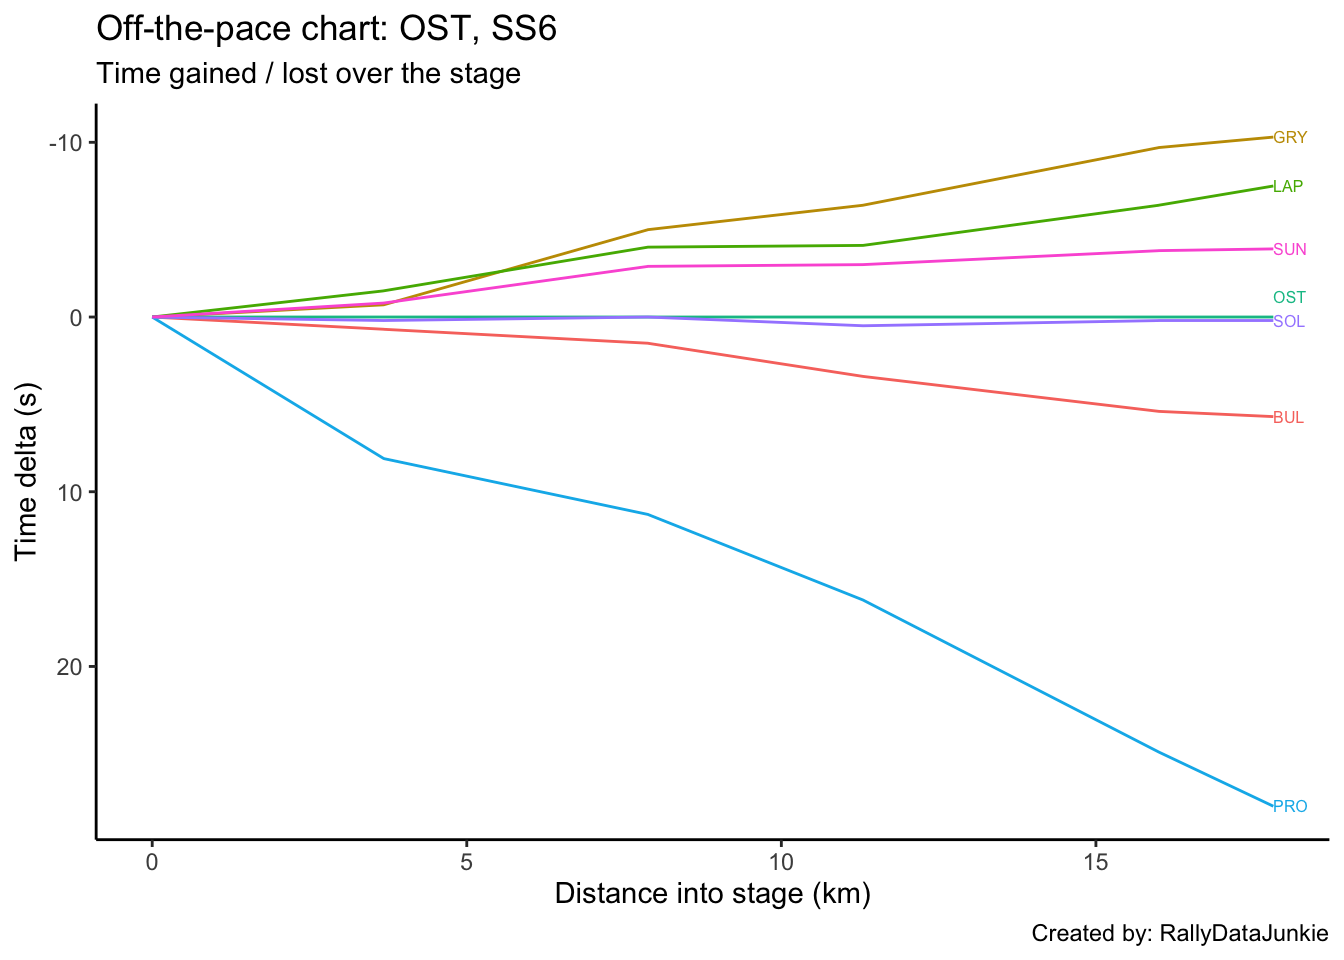 Off-the-pace chart: OST, SS6
Time gained / lost over the stage
Time delta (s)
-10
0
10
20
GRY
LAP
SUN
OST
SOL
BUL
PRO
0 5 10 15
Distance into stage (km)
Created by: RallyDataJunkie